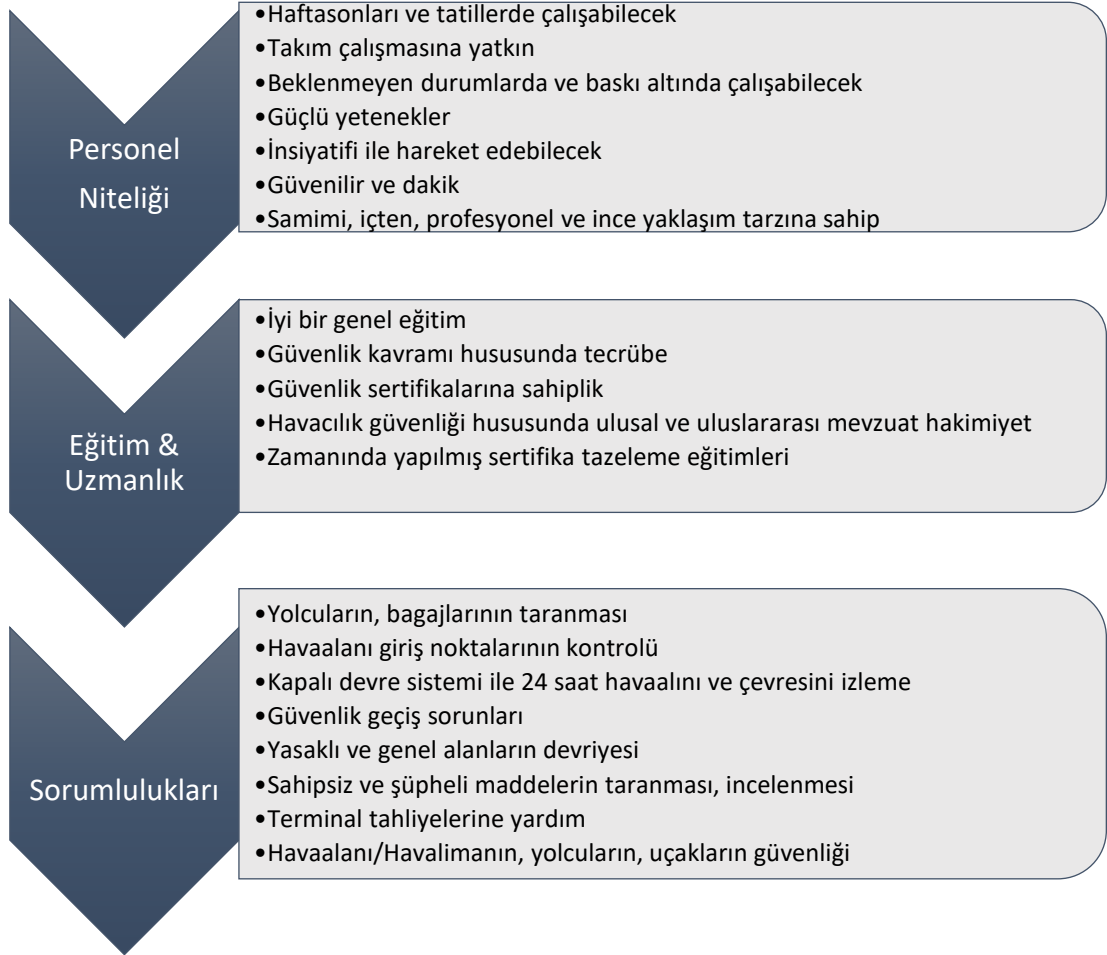 Personel
Niteliği
•Haftasonları ve tatillerde çalışabilecek
•Takım çalışmasına yatkın
•Beklenmeyen durumlarda ve baskı altında çalışabilecek
•Güçlü yetenekler
•İnsiyatifi ile hareket edebilecek
•Güvenilir ve dakik
•Samimi, içten, profesyonel ve ince yaklaşım tarzına sahip
Eğitim &
Uzmanlık
•İyi bir genel eğitim
•Güvenlik kavramı hususunda tecrübe
•Güvenlik sertifikalarına sahiplik
•Havacılık güvenliği hususunda ulusal ve uluslararası mevzuat hakimiyet
•Zamanında yapılmış sertifika tazeleme eğitimleri
Sorumlulukları
•Yolcuların, bagajlarının taranması
•Havaalanı giriş noktalarının kontrolü
•Kapalı devre sistemi ile 24 saat havaalını ve çevresini izleme
•Güvenlik geçiş sorunları
•Yasaklı ve genel alanların devriyesi
•Sahipsiz ve şüpheli maddelerin taranması, incelenmesi
•Terminal tahliyelerine yardım
•Havaalanı/Havalimanın, yolcuların, uçakların güvenliği